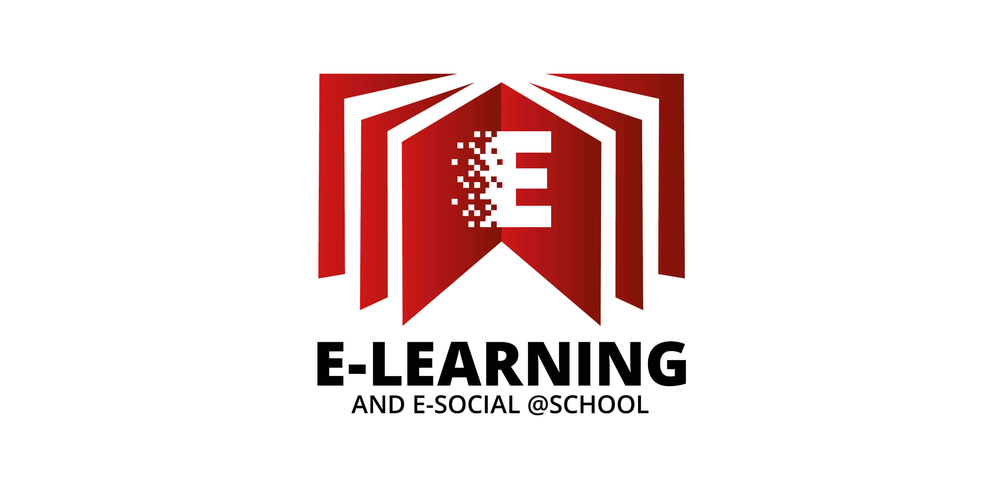 E
E-LEARNING
AND E-SOCIAL @SCHOOL